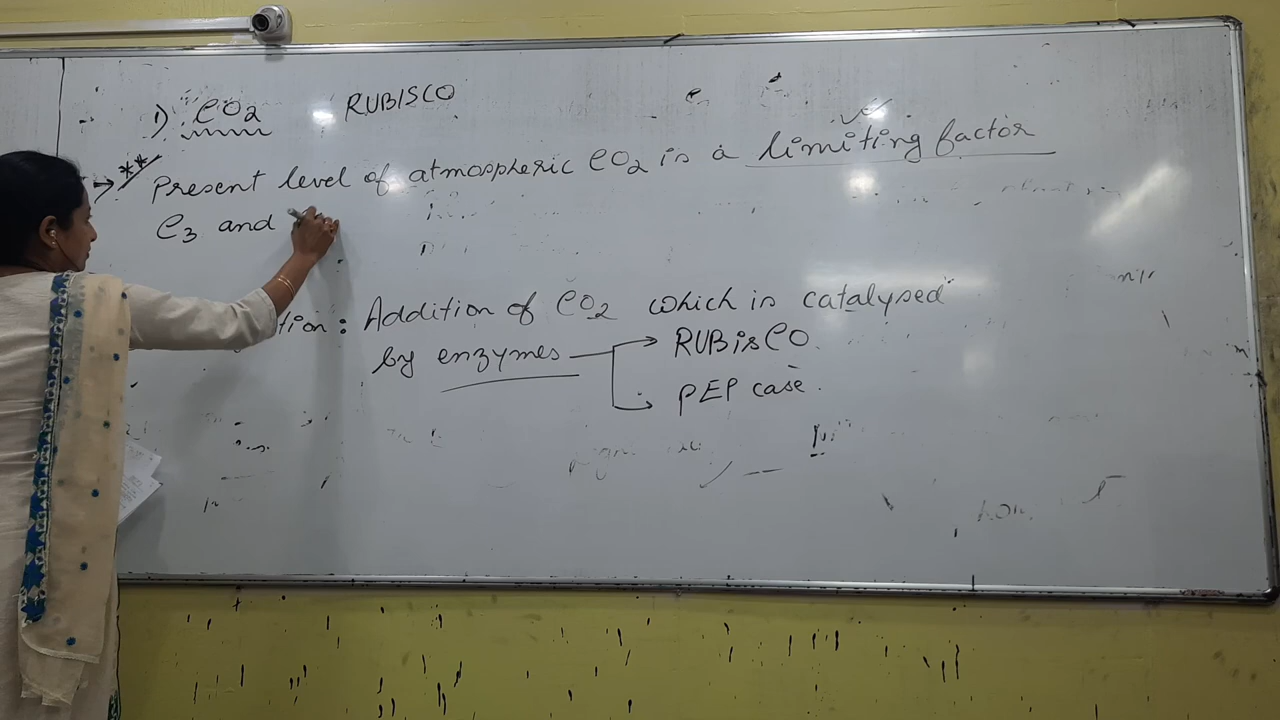 1) CO2 RUBISCO
** Present level of atmospheric CO2 is a limiting factor
C3 and
tion: Addition of CO2 which is catalysed
by enzymes → RUBisCO
PEP case.